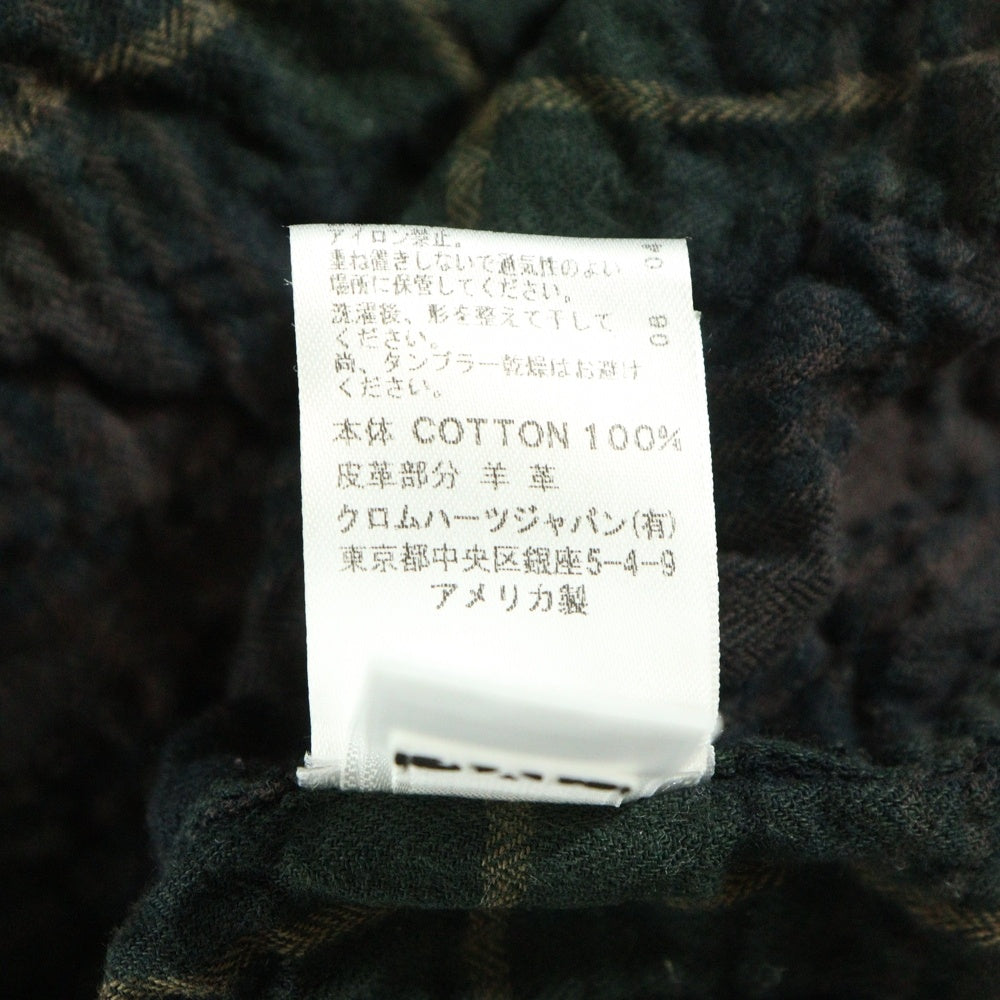 アイロン禁止。
重ね置きしないで通気性のよい
場所に保管してください。
洗濯後、形を整えて干して
ください。
尚、タンブラー乾燥はお避け
ください。
本体 COTTON 100%
皮革部分 羊 革
クロムハーツジャパン(有)
東京都中央区銀座5-4-9
アメリカ製